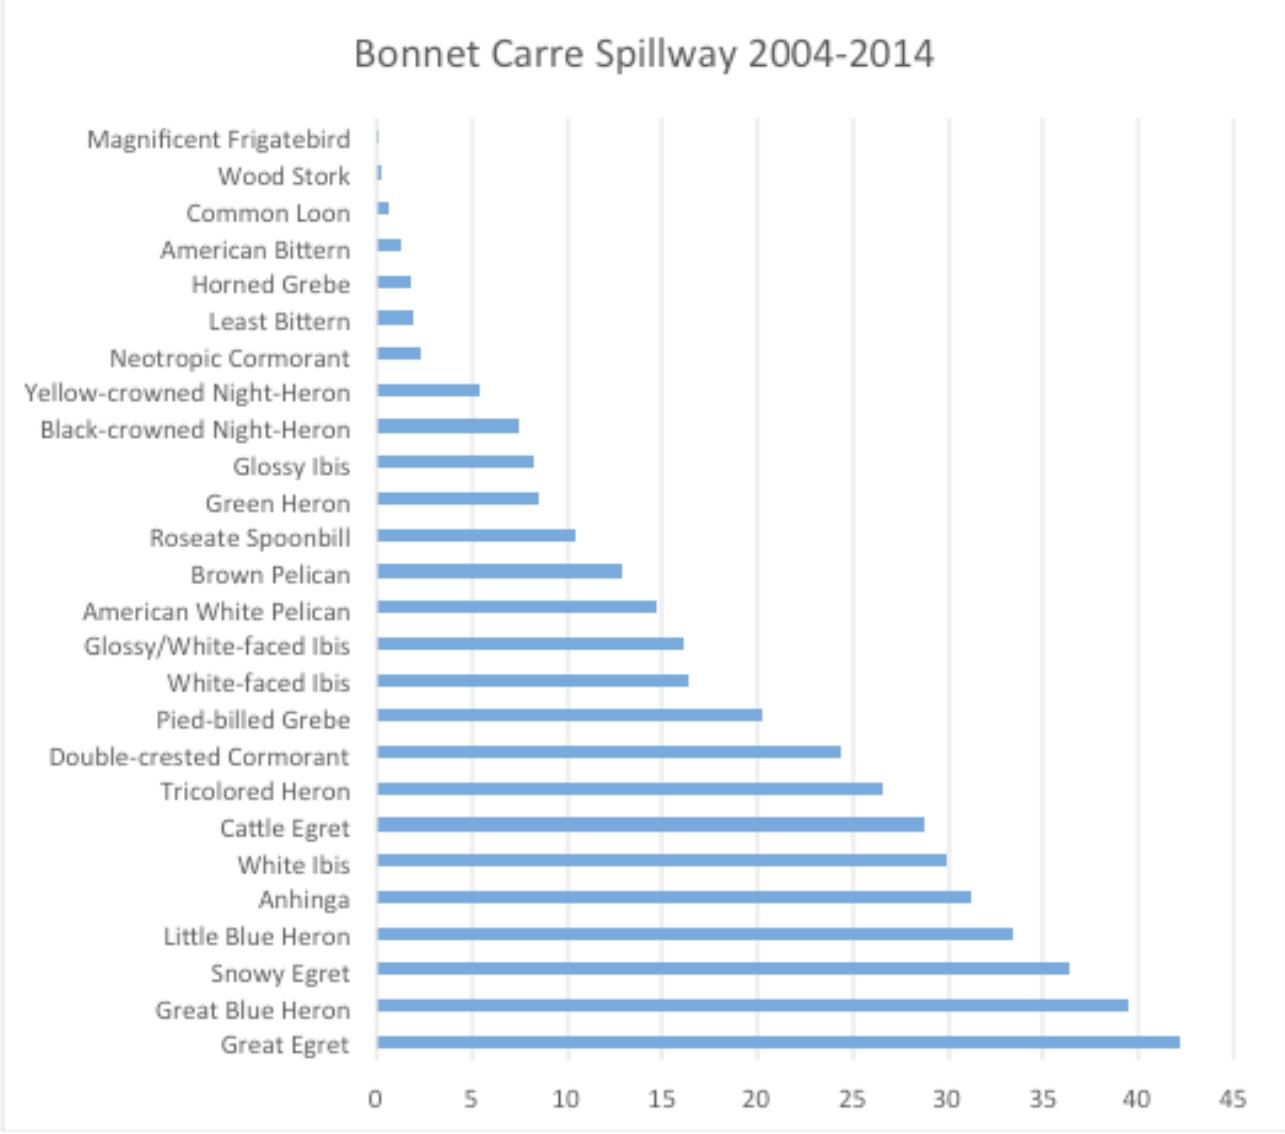 Bonnet Carre Spillway 2004-2014
Magnificent Frigatebird
Wood Stork
Common Loon
American Bittern
Horned Grebe
Least Bittern
Neotropic Cormorant
Yellow-crowned Night-Heron
Black-crowned Night-Heron
Glossy Ibis
Green Heron
Roseate Spoonbill
Brown Pelican
American White Pelican
Glossy/White-faced Ibis
White-faced Ibis
Pied-billed Grebe
Double-crested Cormorant
Tricolored Heron
Cattle Egret
White Ibis
Anhinga
Little Blue Heron
Snowy Egret
Great Blue Heron
Great Egret
0 5 10 15 20 25 30 35 40 45